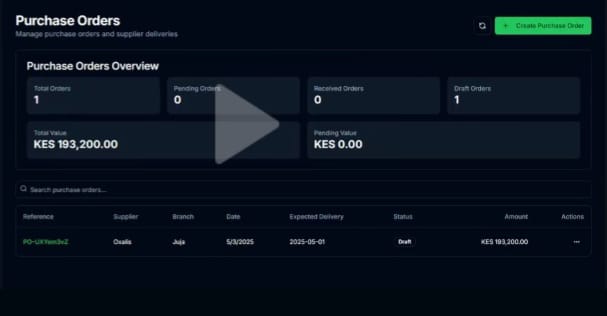 Purchase Orders
Manage purchase orders and supplier deliveries
Create Purchase Order
Purchase Orders Overview
Total Orders Pending Orders Received Orders Draft Orders
1 0 0 1
Total Value Pending Value
KES 193,200.00 KES 0.00
Search purchase orders...
Reference Supplier Branch Date Expected Delivery Status Amount Actions
PO-UXYem3vZ Oxalis Juja 5/3/2025 2025-05-01 Draft KES 193,200.00